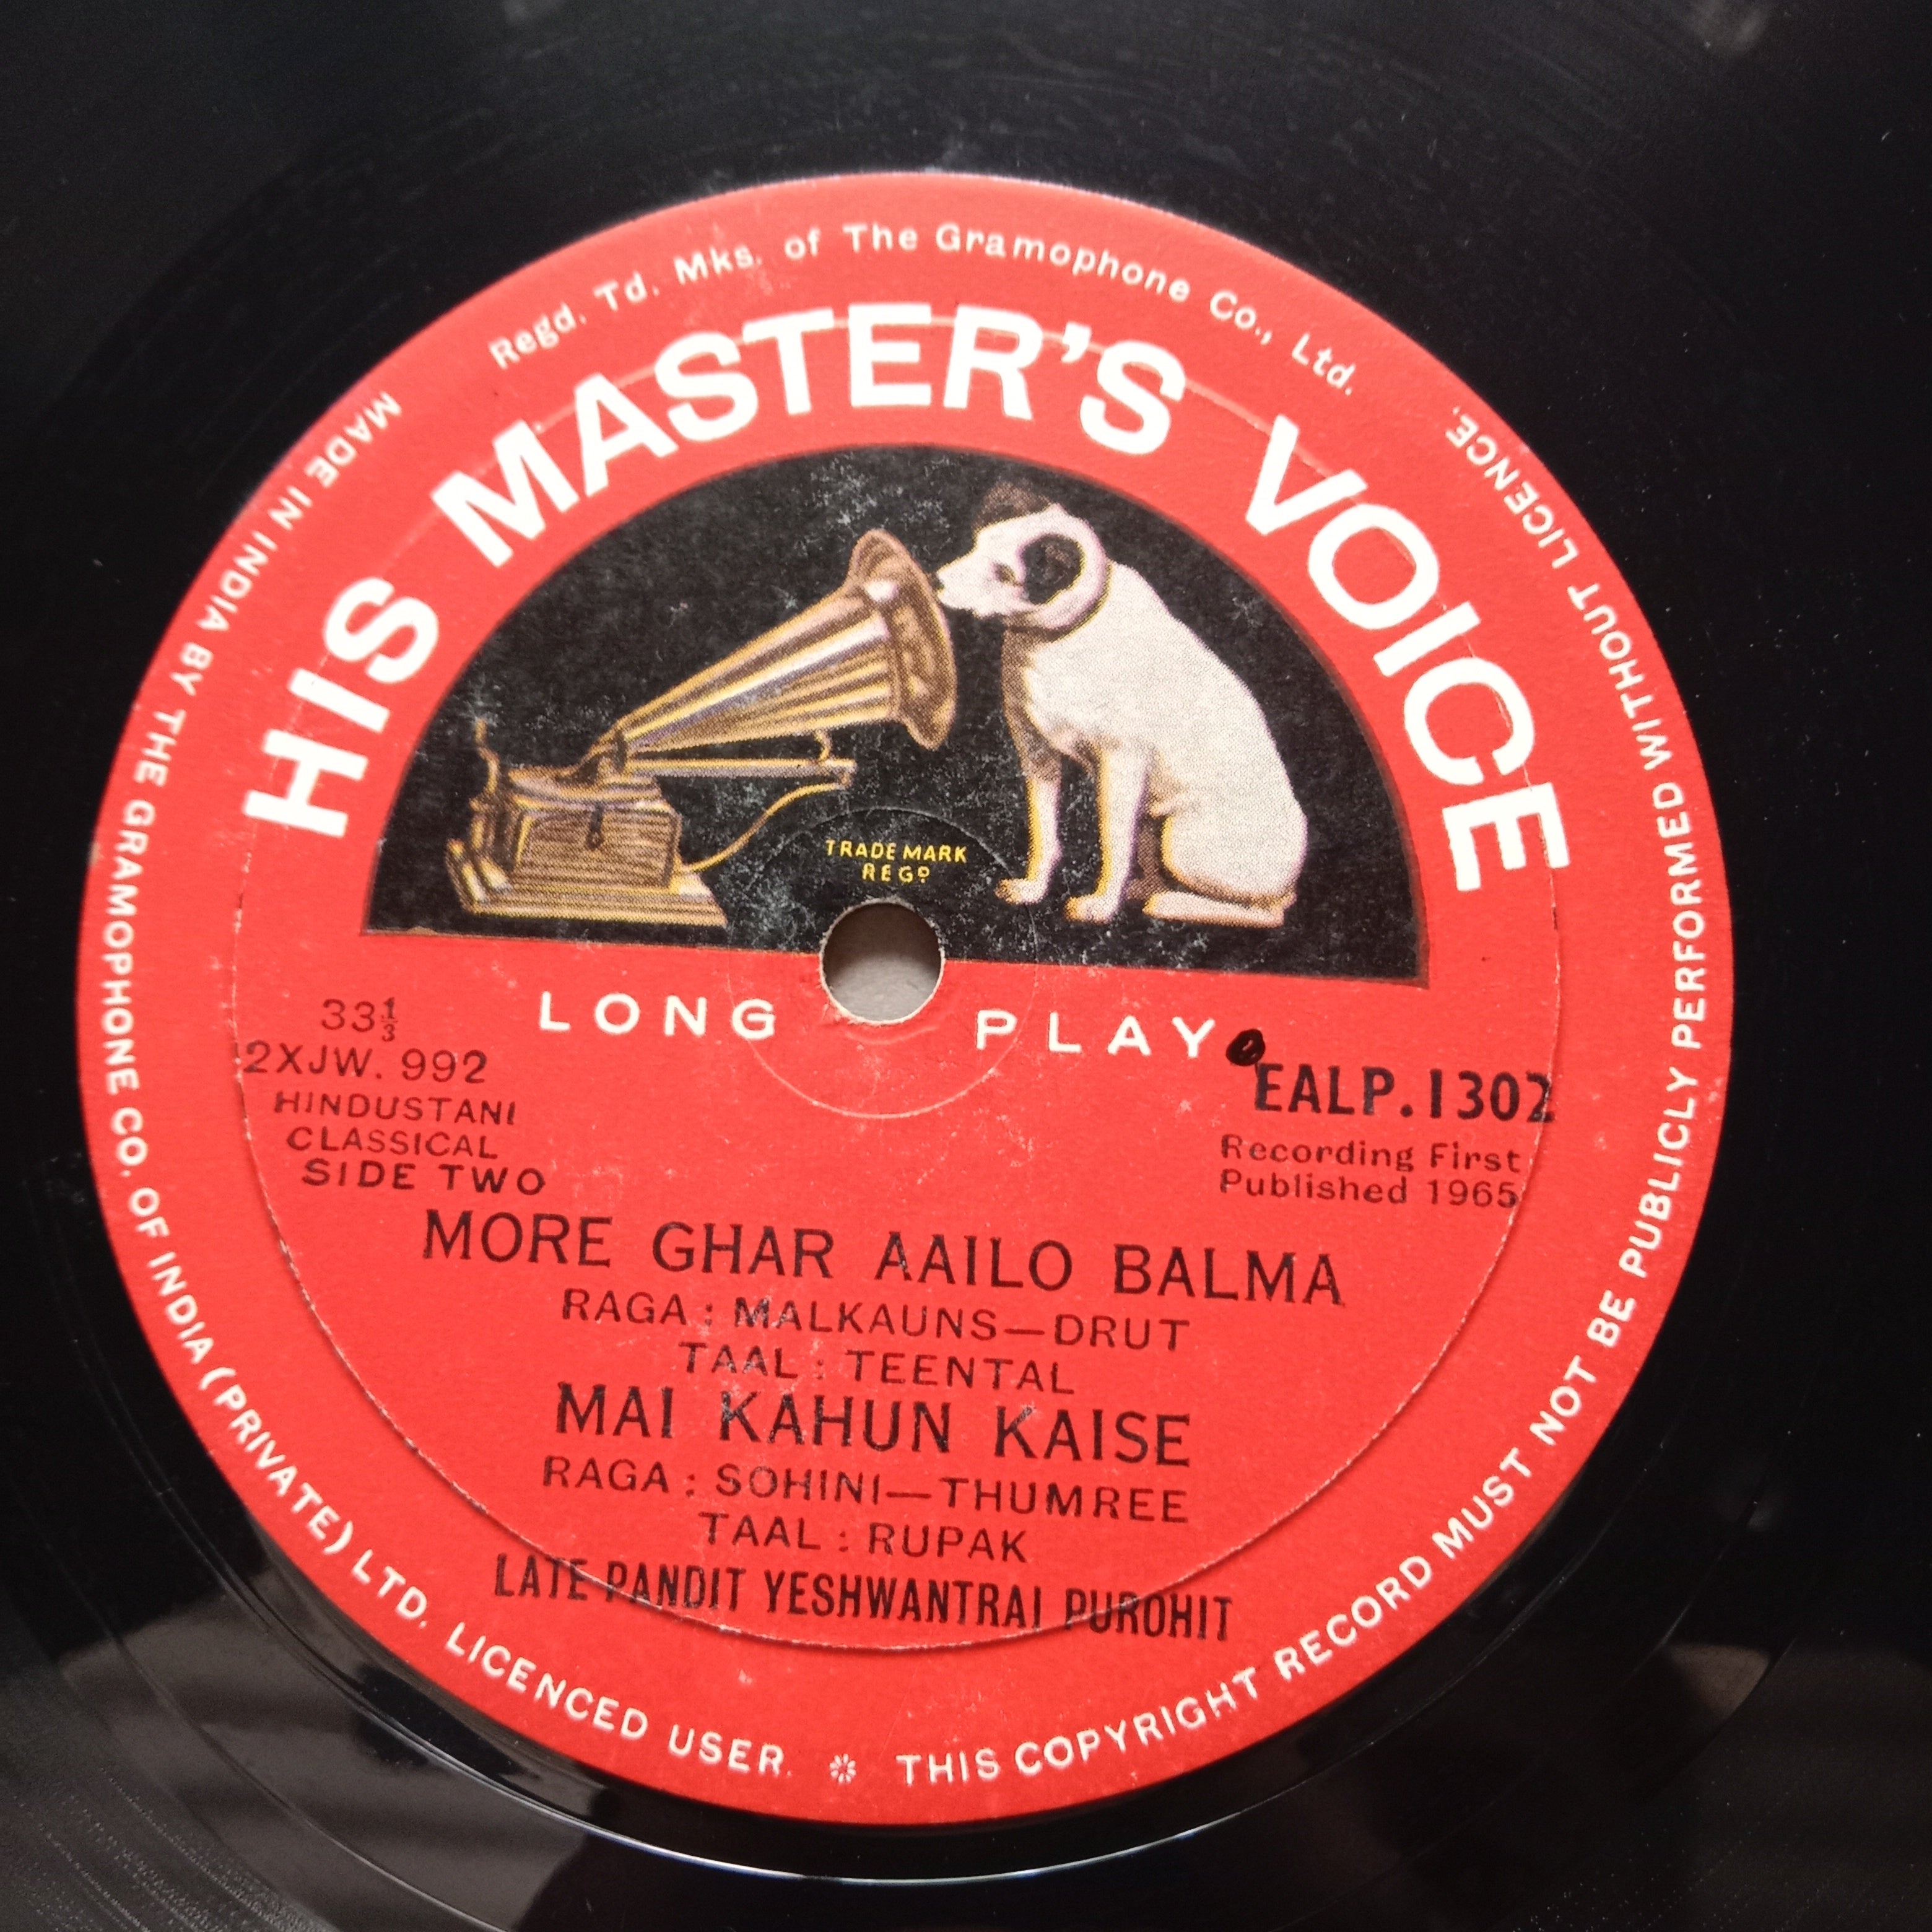 Regd. Td. Mks. of The Gramophone Co., Ltd.
HIS MASTER'S VOICE
TRADE MARK
REGD
LONG PLAY
33⅓
2XJW. 992
HINDUSTANI
CLASSICAL
SIDE TWO
EALP.1302
Recording First
Published 1965
MORE GHAR AAILO BALMA
RAGA : MALKAUNS—DRUT
TAAL : TEENTAL
MAI KAHUN KAISE
RAGA : SOHINI—THUMREE
TAAL : RUPAK
LATE PANDIT YESHWANTRAI PUROHIT
MADE IN INDIA BY THE GRAMOPHONE CO. OF INDIA (PRIVATE) LTD. LICENCED USER. * THIS COPYRIGHT RECORD MUST NOT BE PUBLICLY PERFORMED WITHOUT LICENCE.